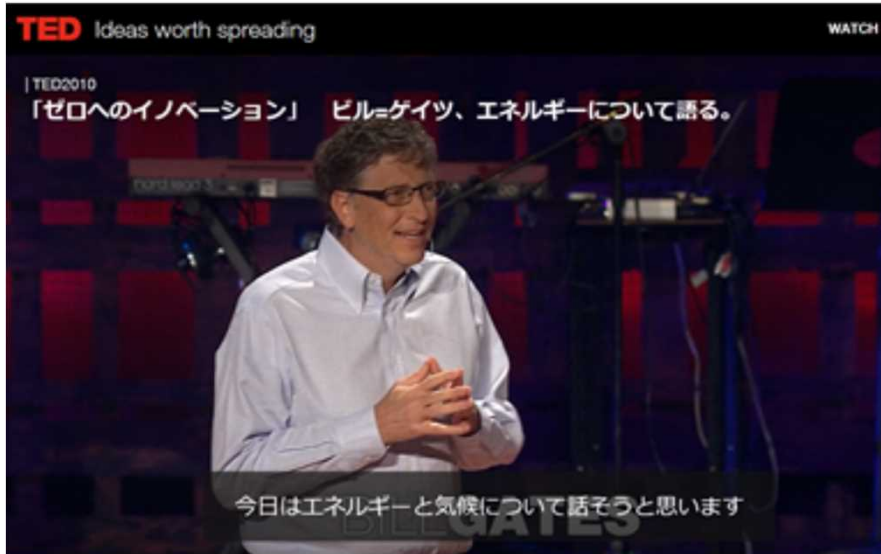 TED Ideas worth spreading
WATCH
| TED2010
「ゼロへのイノベーション」　ビル=ゲイツ、エネルギーについて語る。
nord lead 3
今日はエネルギーと気候について話そうと思います
BILL GATES